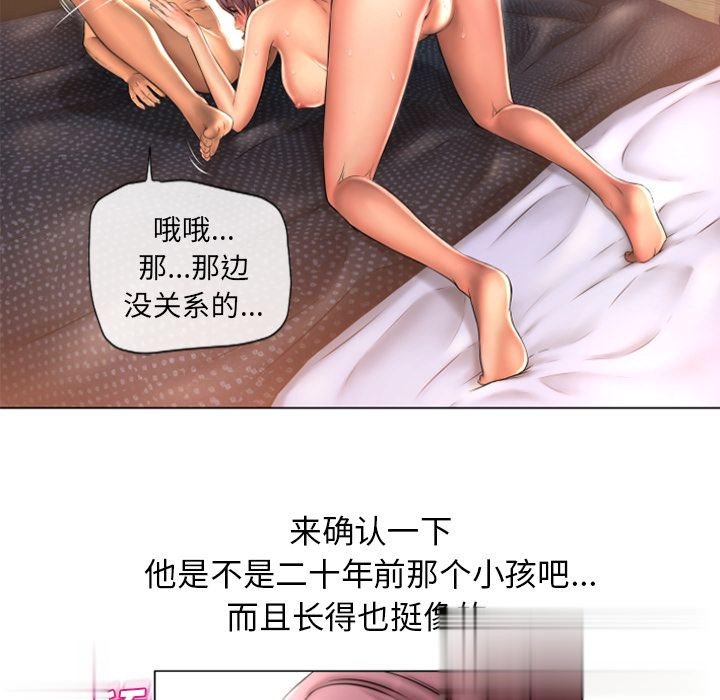 哦哦…
那…那边
没关系的…
来确认一下
他是不是二十年前那个小孩吧…
而且长得也挺像的